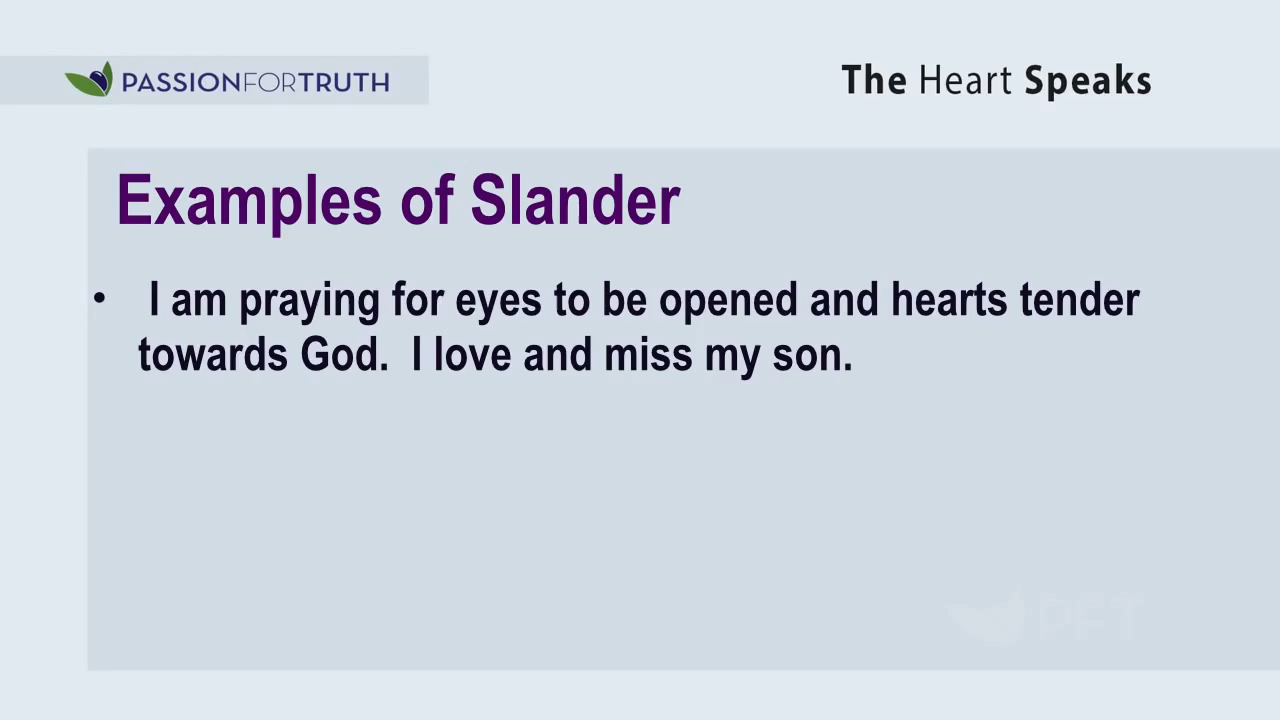 PASSIONFORTRUTH
The Heart Speaks
Examples of Slander
• I am praying for eyes to be opened and hearts tender
towards God. I love and miss my son.
PFT